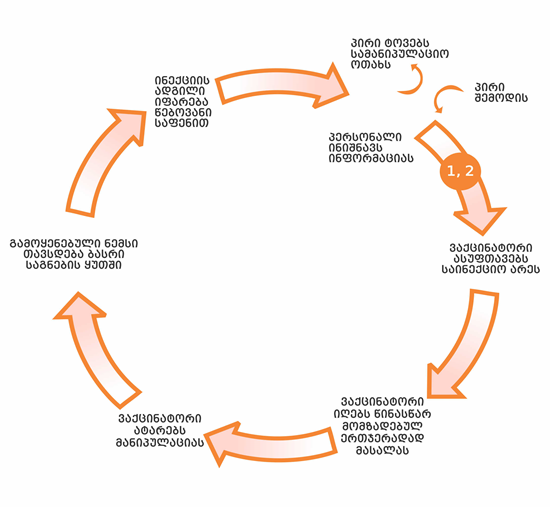 პირი ტოვებს
სამანიპულაციო
ოთახს
პირი
შემოდის
პერსონალი
ინიშნავს
ინფორმაციას
1, 2
ვაქცინატორი
ასუფთავებს
საინექციო არეს
ვაქცინატორი
იღებს წინასწარ
მომზადებულ
ერთჯერადად
მასალას
ვაქცინატორი
ატარებს
მანიპულაციას
გამოყენებული ნემსი
თავსდება ბასრი
საგნების ყუთში
ინექციის
ადგილი
იფარება
წებოვანი
საფენით